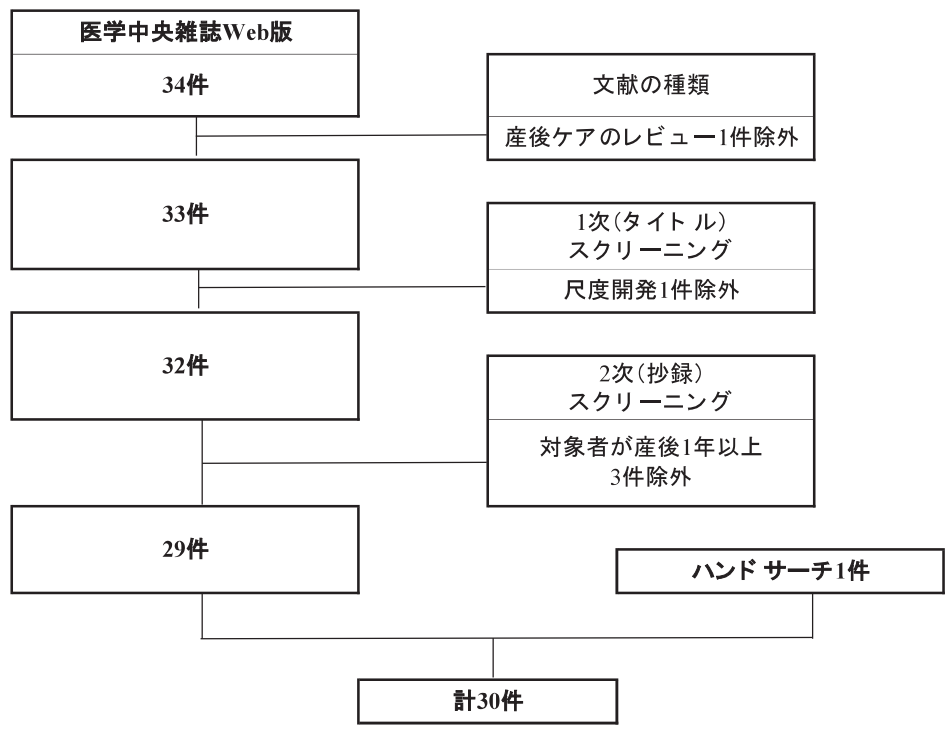 医学中央雑誌Web版
34件
文献の種類
産後ケアのレビュー1件除外
33件
1次(タイトル)
スクリーニング
尺度開発1件除外
32件
2次(抄録)
スクリーニング
対象者が産後1年以上
3件除外
29件
ハンドサーチ1件
計30件